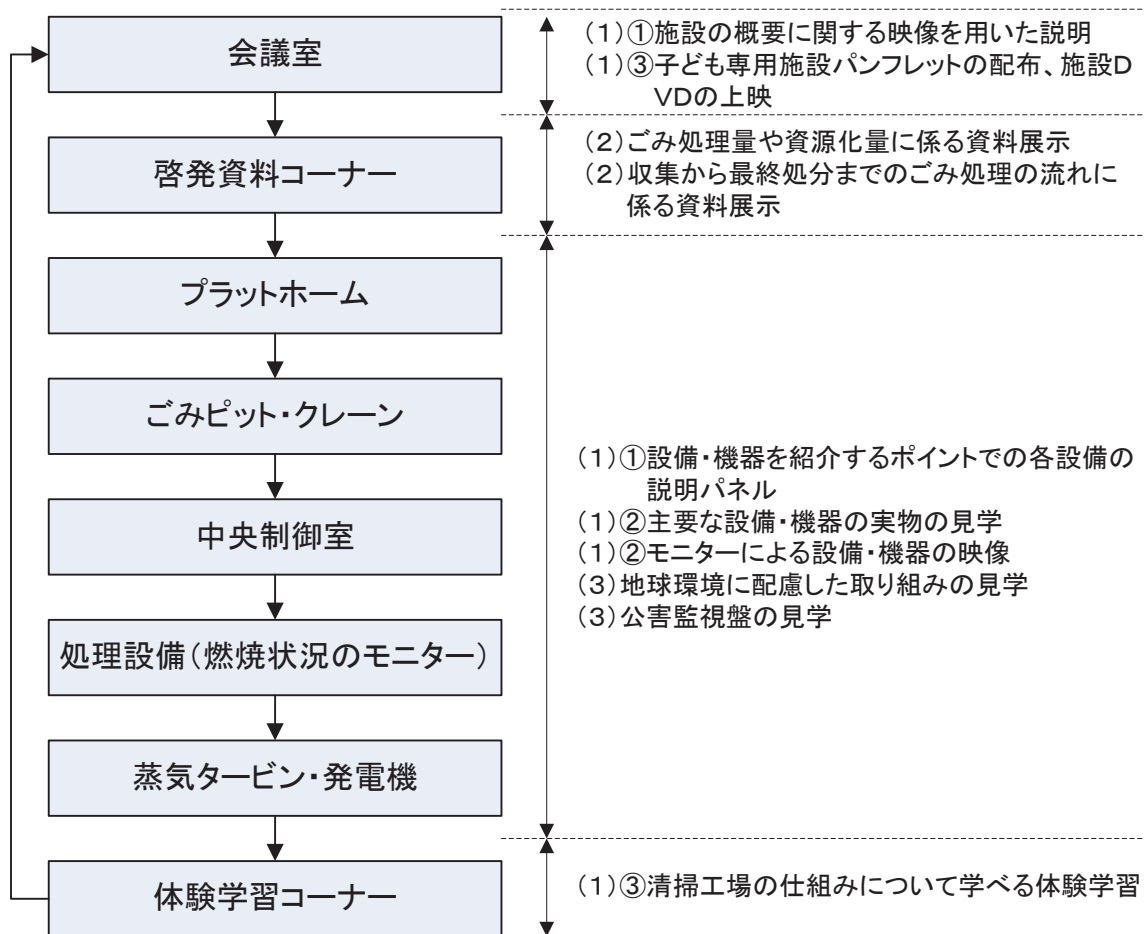 会議室
(1)①施設の概要に関する映像を用いた説明
(1)③子ども専用施設パンフレットの配布、施設D
VDの上映
啓発資料コーナー
(2)ごみ処理量や資源化量に係る資料展示
(2)収集から最終処分までのごみ処理の流れに
係る資料展示
プラットホーム
ごみピット・クレーン
中央制御室
処理設備(燃焼状況のモニター)
蒸気タービン・発電機
(1)①設備・機器を紹介するポイントでの各設備の
説明パネル
(1)②主要な設備・機器の実物の見学
(1)②モニターによる設備・機器の映像
(3)地球環境に配慮した取り組みの見学
(3)公害監視盤の見学
体験学習コーナー
(1)③清掃工場の仕組みについて学べる体験学習